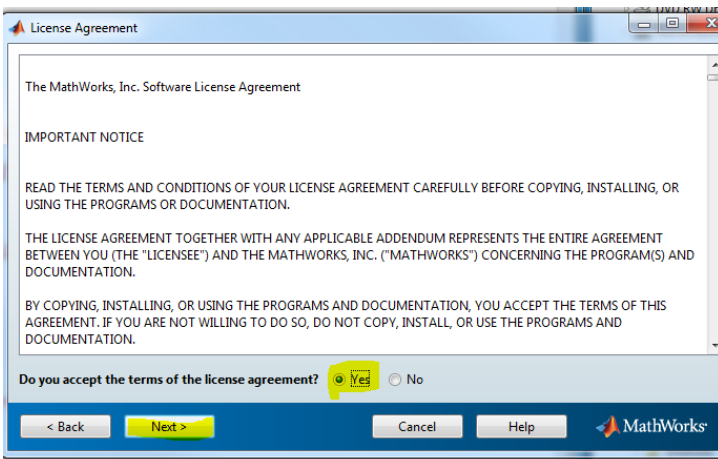 DVD RW Dr
License Agreement
The MathWorks, Inc. Software License Agreement
IMPORTANT NOTICE
READ THE TERMS AND CONDITIONS OF YOUR LICENSE AGREEMENT CAREFULLY BEFORE COPYING, INSTALLING, OR
USING THE PROGRAMS OR DOCUMENTATION.
THE LICENSE AGREEMENT TOGETHER WITH ANY APPLICABLE ADDENDUM REPRESENTS THE ENTIRE AGREEMENT
BETWEEN YOU (THE "LICENSEE") AND THE MATHWORKS, INC. ("MATHWORKS") CONCERNING THE PROGRAM(S) AND
DOCUMENTATION.
BY COPYING, INSTALLING, OR USING THE PROGRAMS AND DOCUMENTATION, YOU ACCEPT THE TERMS OF THIS
AGREEMENT. IF YOU ARE NOT WILLING TO DO SO, DO NOT COPY, INSTALL, OR USE THE PROGRAMS AND
DOCUMENTATION.
Do you accept the terms of the license agreement? Yes No
< Back Next > Cancel Help MathWorks